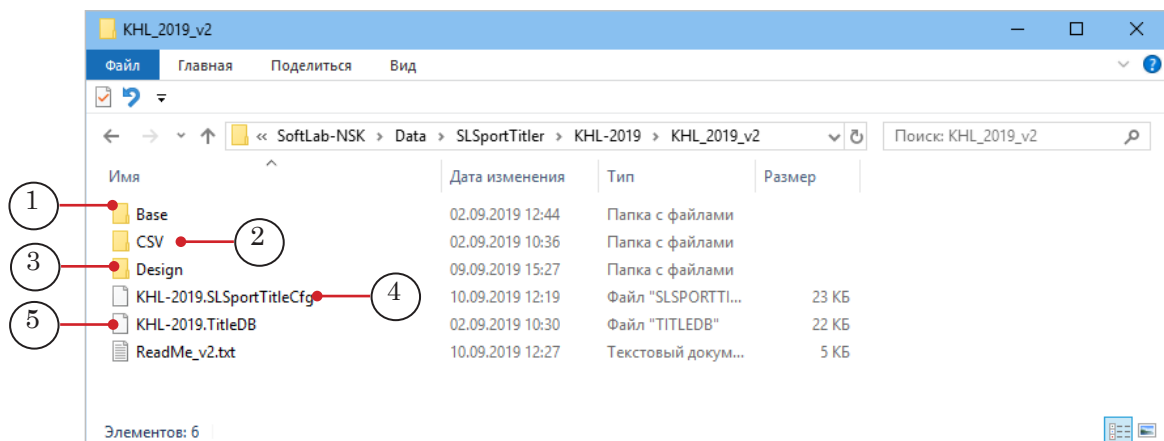 KHL_2019_v2
Файл Главная Поделиться Вид
« SoftLab-NSK > Data > SLSportTitler > KHL-2019 > KHL_2019_v2 Поиск: KHL_2019_v2
Имя Дата изменения Тип Размер
1 Base 02.09.2019 12:44 Папка с файлами
CSV 2 02.09.2019 10:36 Папка с файлами
3 Design 09.09.2019 15:27 Папка с файлами
KHL-2019.SLSportTitleCfg 4 10.09.2019 12:19 Файл "SLSPORTTI... 23 КБ
5 KHL-2019.TitleDB 02.09.2019 10:30 Файл "TITLEDB" 22 КБ
ReadMe_v2.txt 10.09.2019 12:27 Текстовый докум... 5 КБ
Элементов: 6